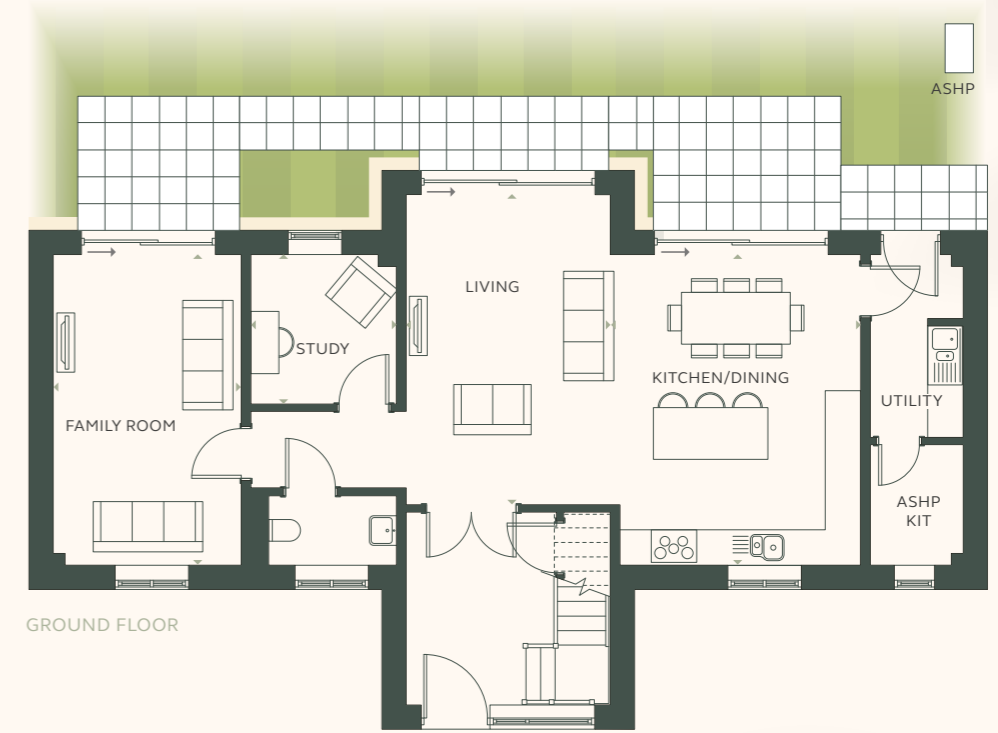 ASHP
LIVING
STUDY
KITCHEN/DINING
UTILITY
FAMILY ROOM
ASHP
KIT
GROUND FLOOR